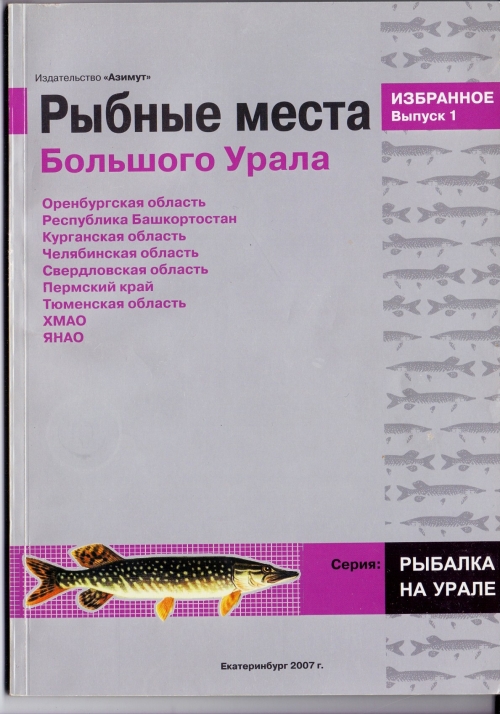 Издательство «Азимут»
Рыбные места
Большого Урала
ИЗБРАННОЕ
Выпуск 1
Оренбургская область
Республика Башкортостан
Курганская область
Челябинская область
Свердловская область
Пермский край
Тюменская область
ХМАО
ЯНАО
Серия:
РЫБАЛКА
НА УРАЛЕ
Екатеринбург 2007 г.